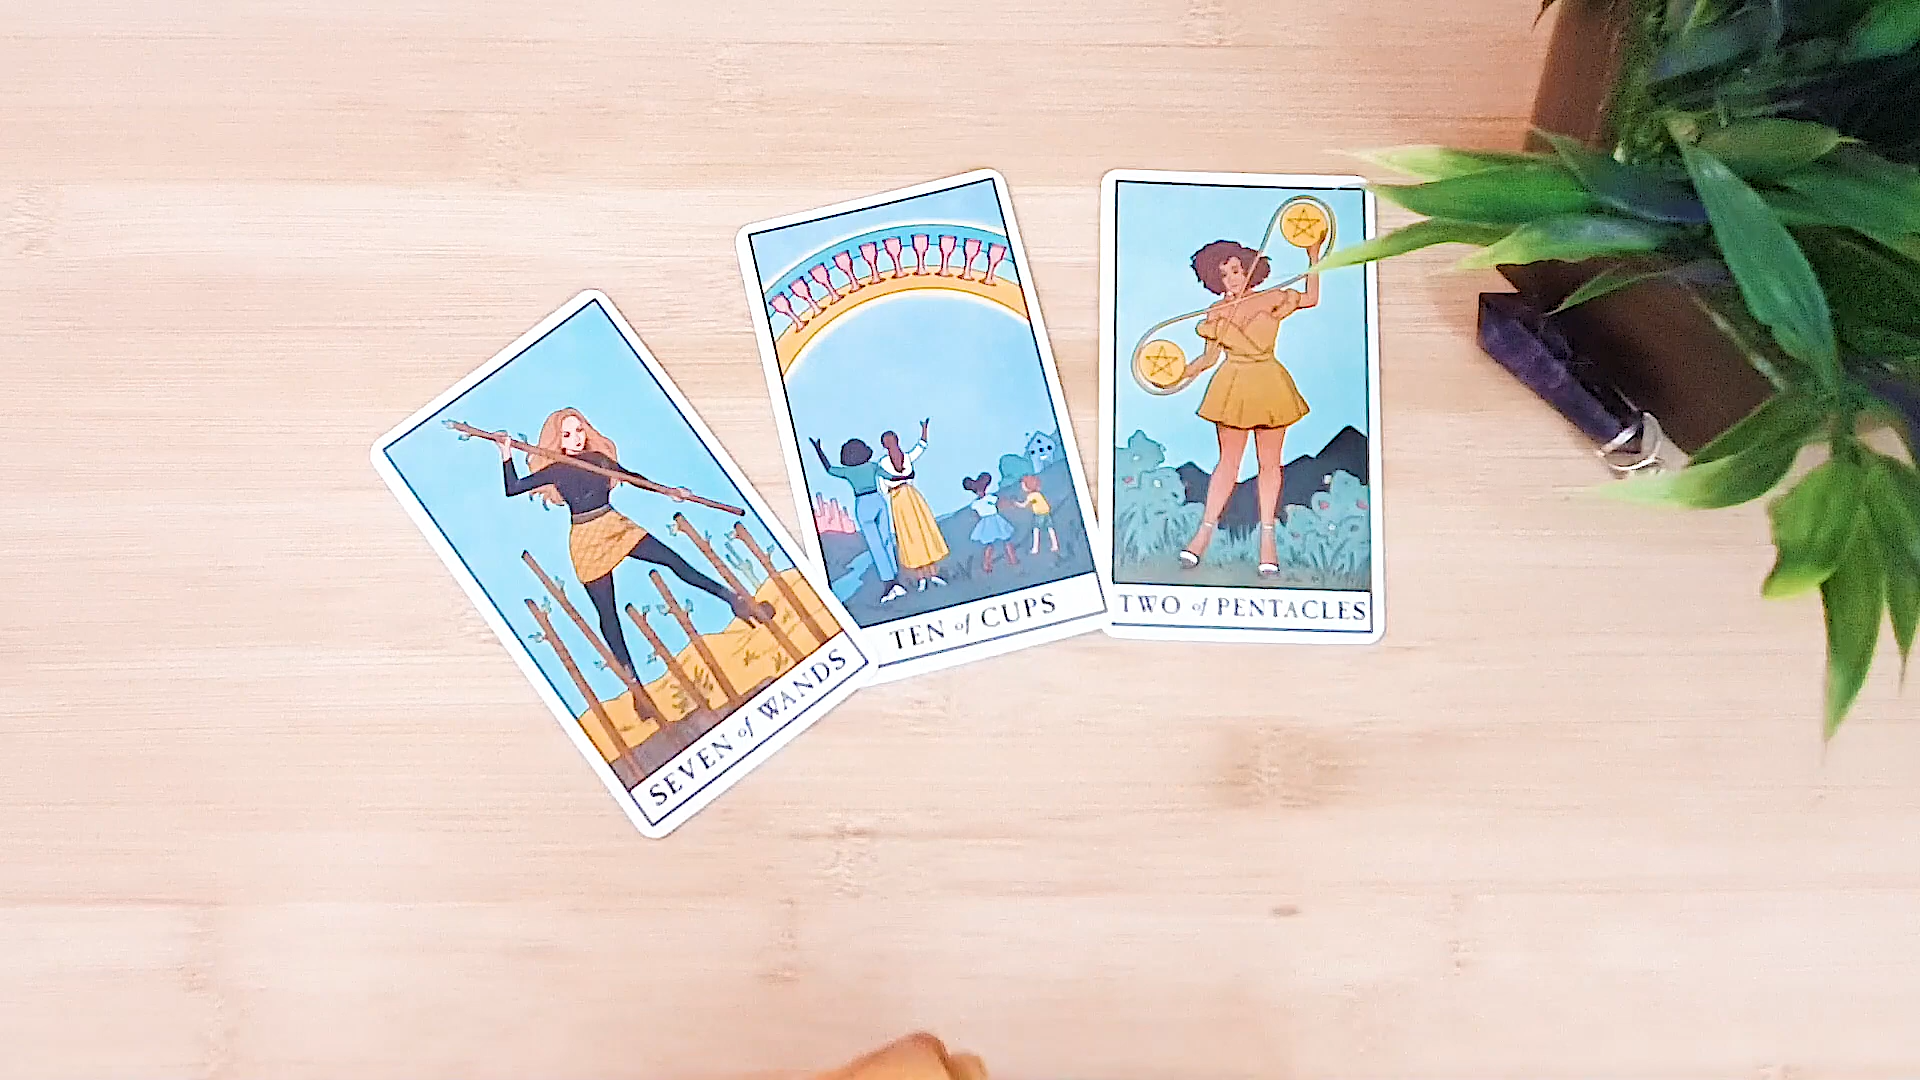 SEVEN of WANDS
TEN of CUPS
TWO of PENTACLES